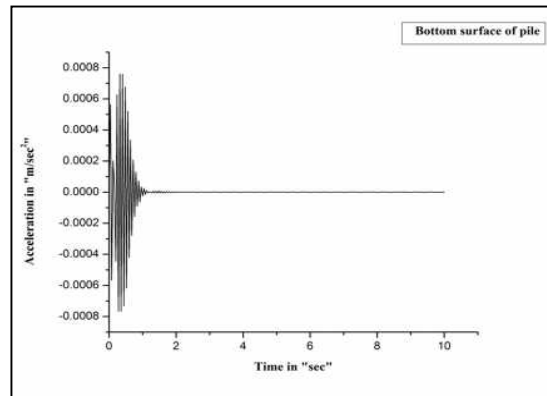 Bottom surface of pile
0.0008
0.0006
0.0004
0.0002
0.0000
-0.0002
-0.0004
-0.0006
-0.0008
Acceleration in "m/sec²"
0 2 4 6 8 10
Time in "sec"